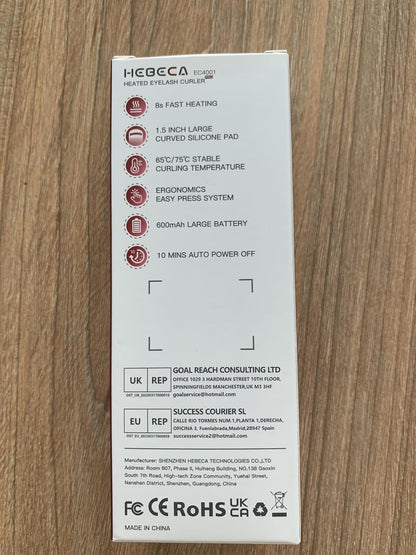 HEBECA EC4001
HEATED EYELASH CURLER
8s FAST HEATING
1.5 INCH LARGE
CURVED SILICONE PAD
65℃/75℃ STABLE
CURLING TEMPERATURE
ERGONOMICS
EASY PRESS SYSTEM
600mAh LARGE BATTERY
10 MINS AUTO POWER OFF
UK REP
GOAL REACH CONSULTING LTD
OFFICE 1029 3 HARDMAN STREET 10TH FLOOR,
SPINNINGFIELDS MANCHESTER,UK M3 3HF
goalservice@hotmail.com
EU REP
SUCCESS COURIER SL
CALLE RIO TORMES NUM.1,PLANTA 1,DERECHA,
OFICINA 3, Fuenlabrada,Madrid,28947 Spain
successservice2@hotmail.com
Manufacturer: SHENZHEN HEBECA TECHNOLOGIES CO.,LTD
Address: Room 807, Phase II, Huihang Building, NO.138 Gaoxin
South 7th Road, High-tech Zone Community, Yuehai Street,
Nanshan District, Shenzhen, Guangdong, China
FC CE RoHS UK CA
MADE IN CHINA